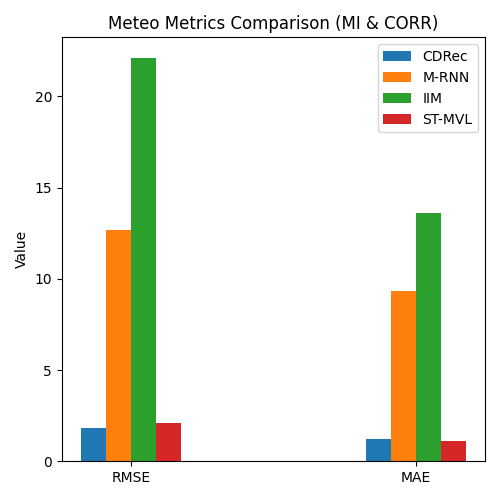 Meteo Metrics Comparison (MI & CORR)
CDRec
M-RNN
IIM
ST-MVL
Value
20
15
10
5
0
RMSE MAE